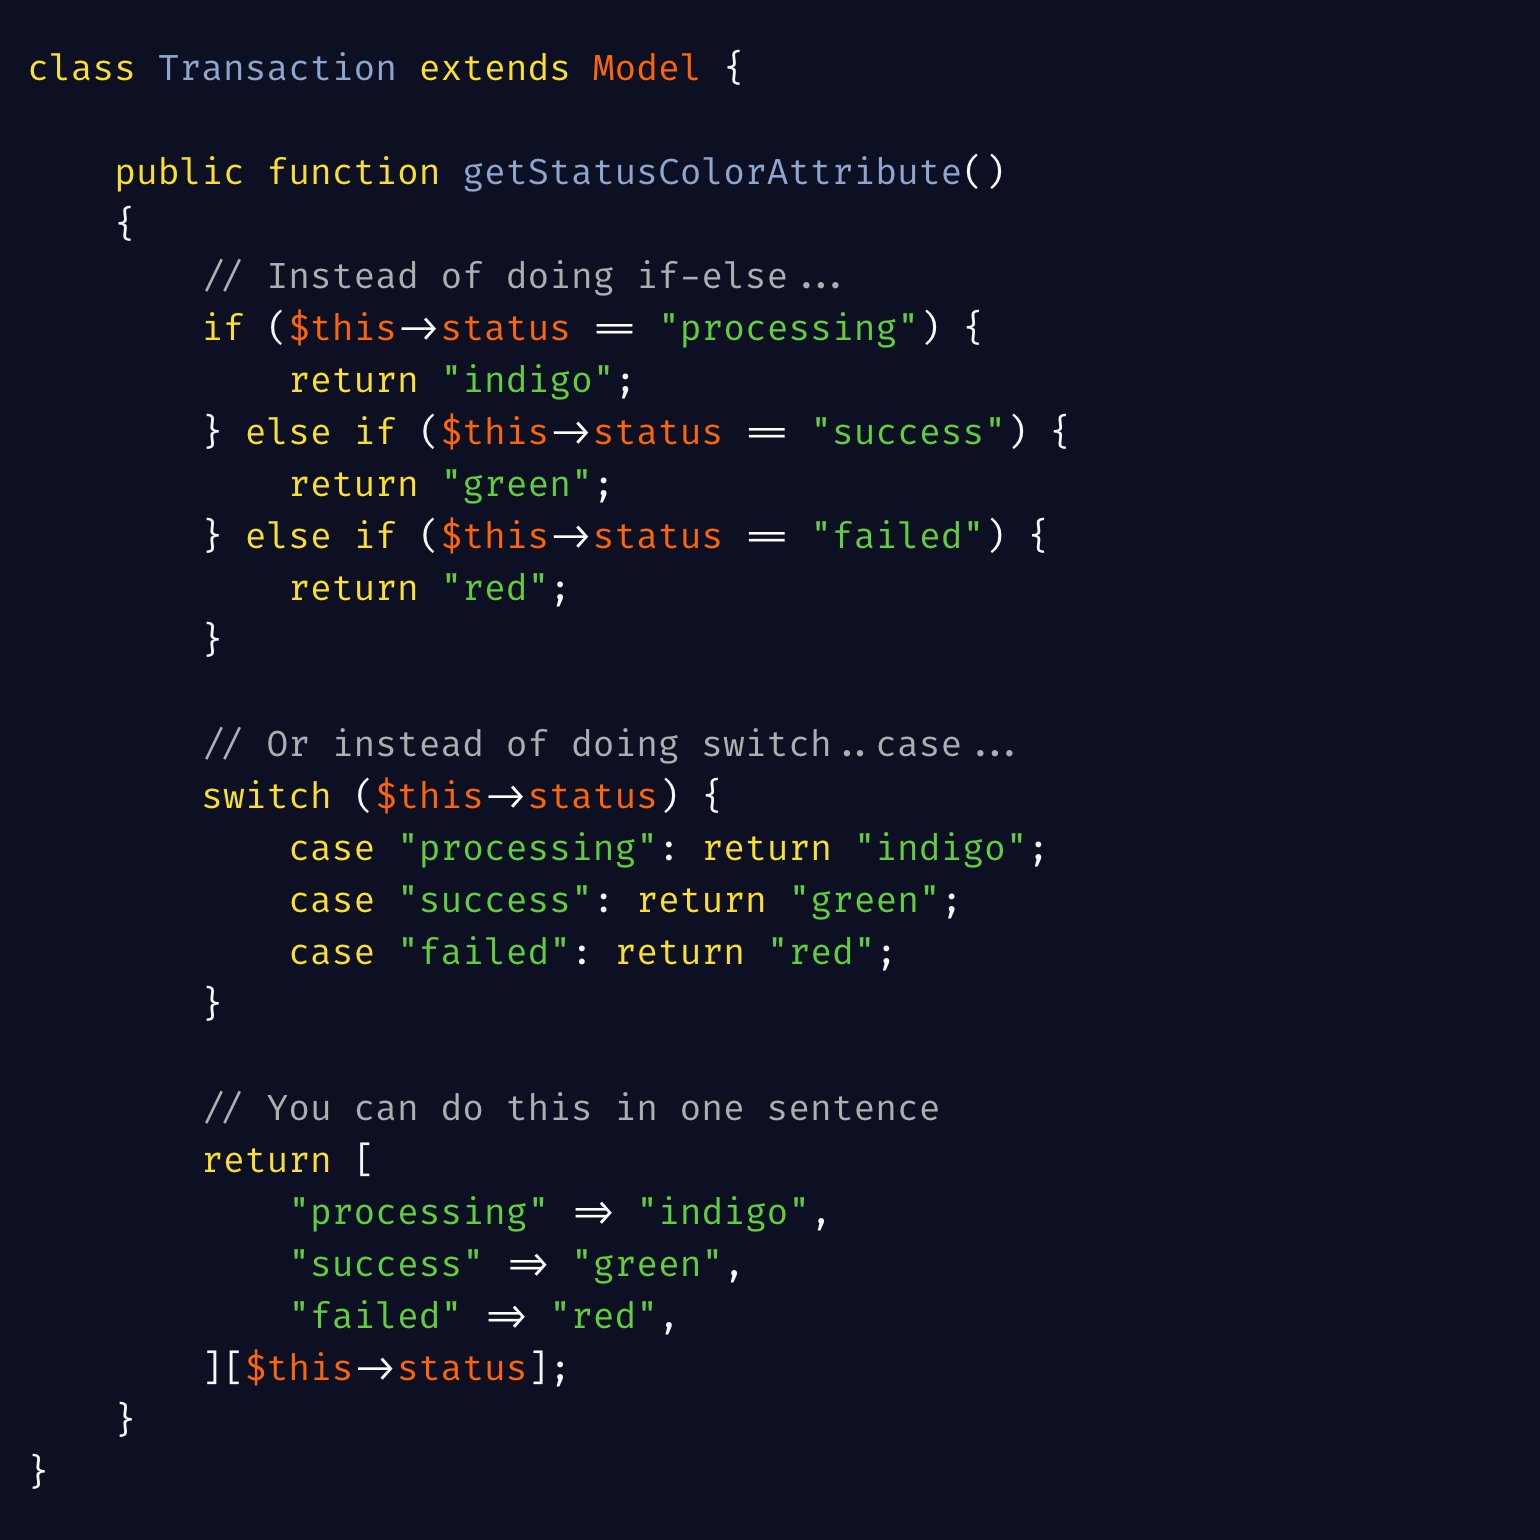 class Transaction extends Model {
public function getStatusColorAttribute()
{
// Instead of doing if-else...
if ($this->status == "processing") {
return "indigo";
} else if ($this->status == "success") {
return "green";
} else if ($this->status == "failed") {
return "red";
}
// Or instead of doing switch..case...
switch ($this->status) {
case "processing": return "indigo";
case "success": return "green";
case "failed": return "red";
}
// You can do this in one sentence
return [
"processing" => "indigo",
"success" => "green",
"failed" => "red",
][$this->status];
}
}